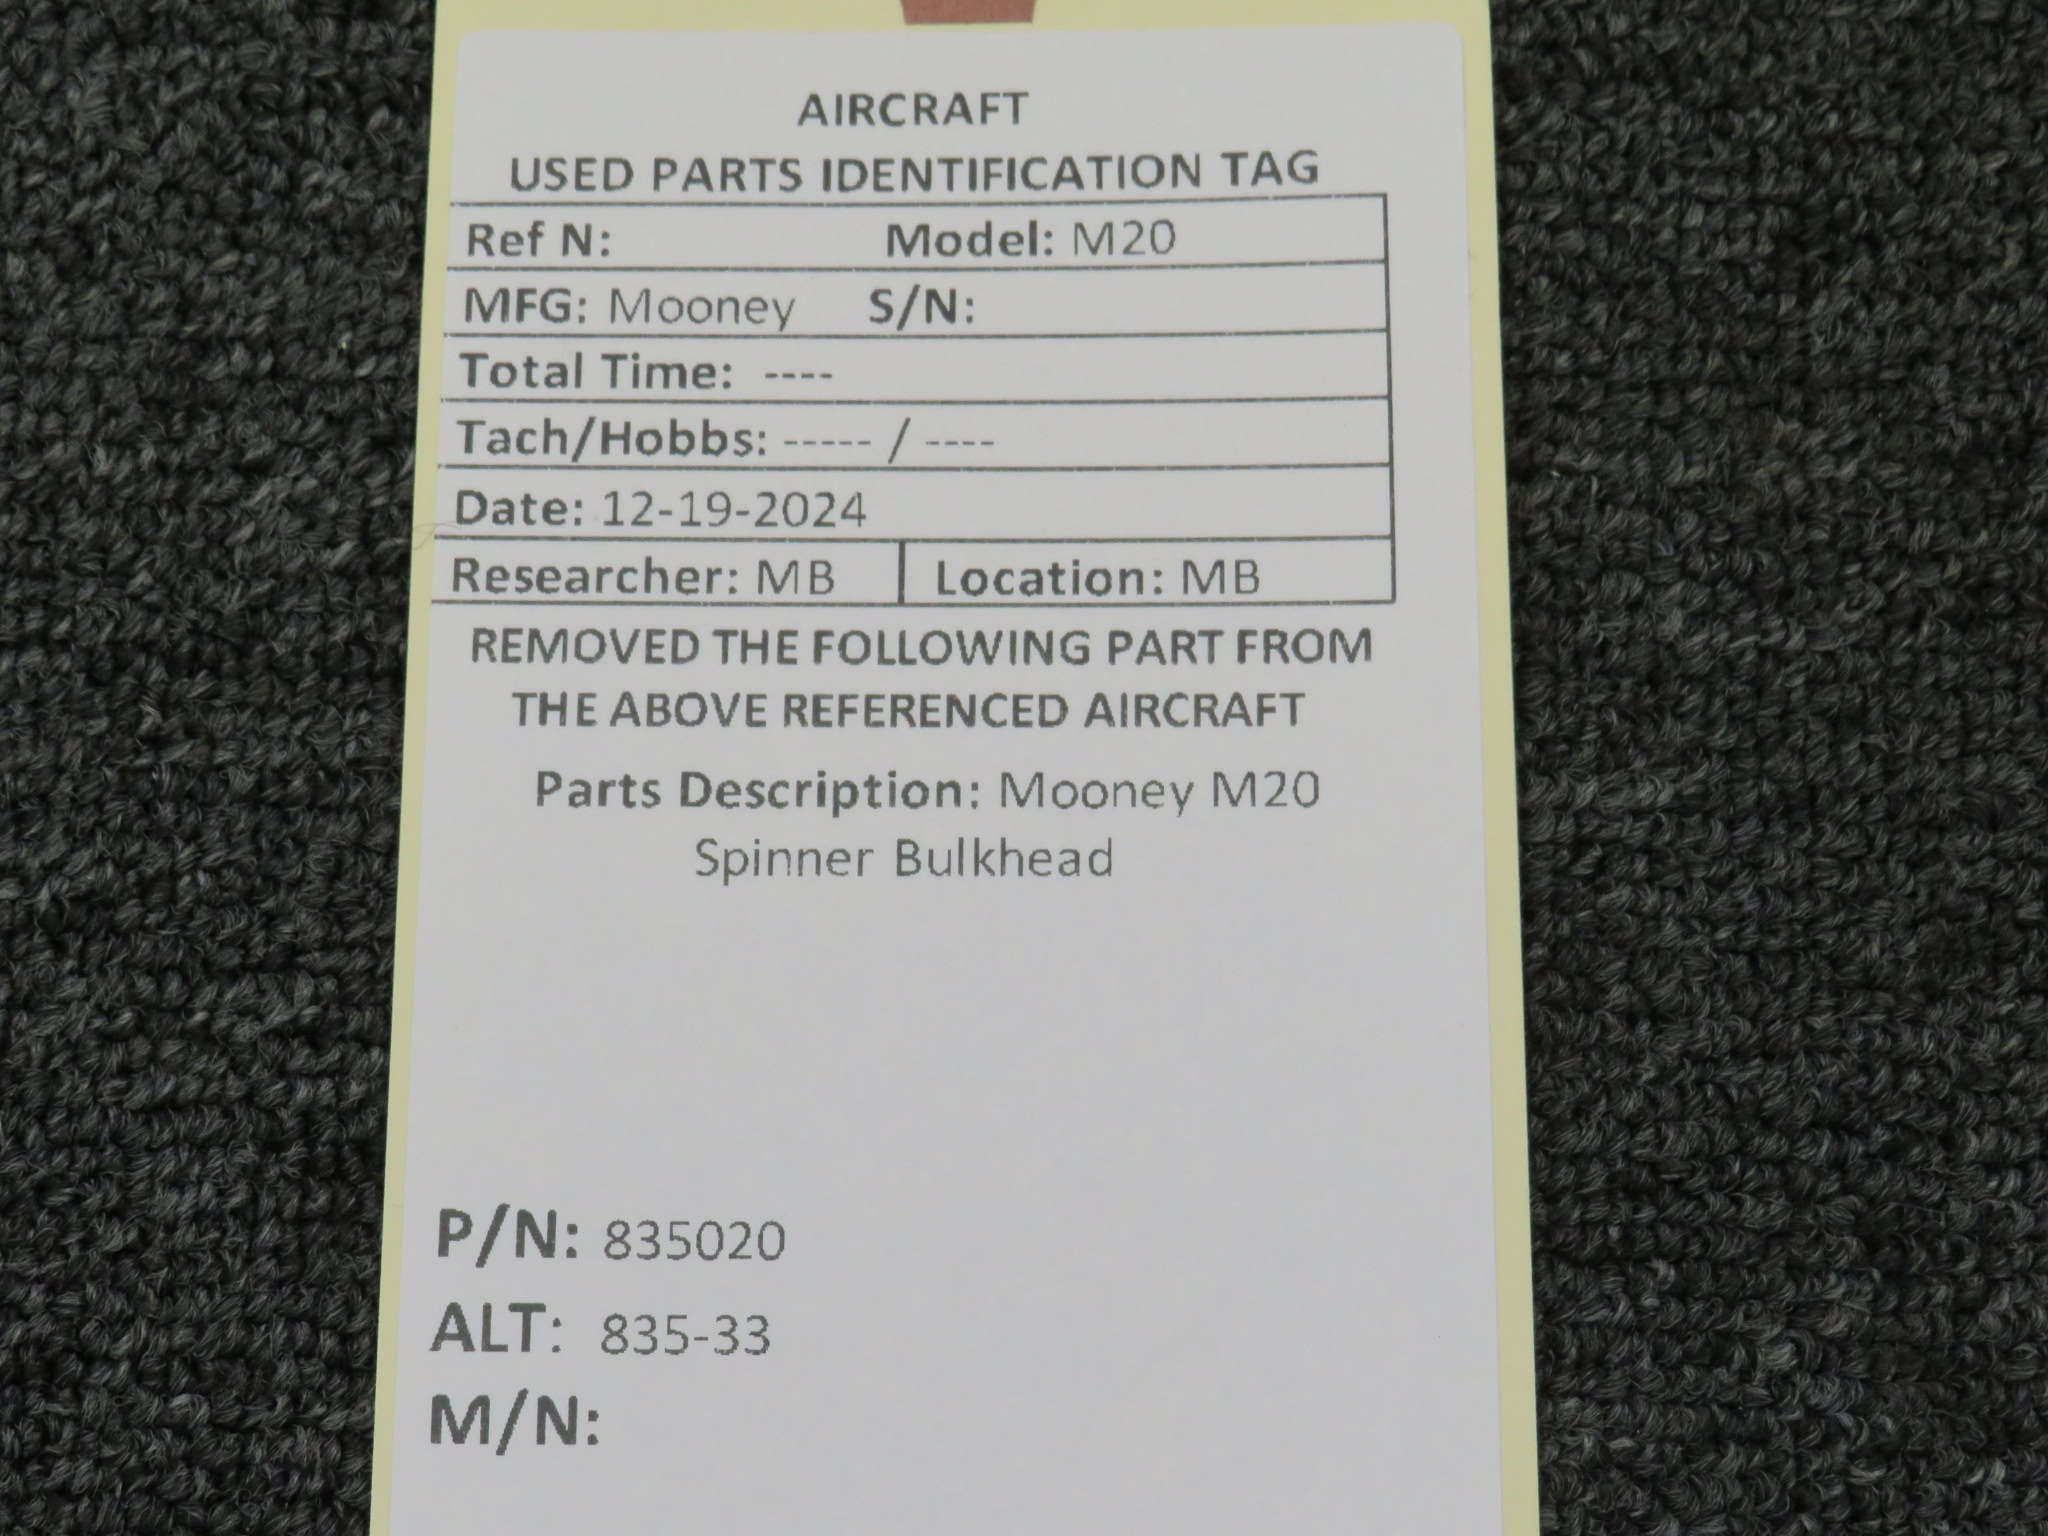 AIRCRAFT
USED PARTS IDENTIFICATION TAG
Ref N: Model: M20
MFG: Mooney S/N:
Total Time: ----
Tach/Hobbs: ----- / ----
Date: 12-19-2024
Researcher: MB Location: MB
REMOVED THE FOLLOWING PART FROM
THE ABOVE REFERENCED AIRCRAFT
Parts Description: Mooney M20
Spinner Bulkhead
P/N: 835020
ALT: 835-33
M/N: